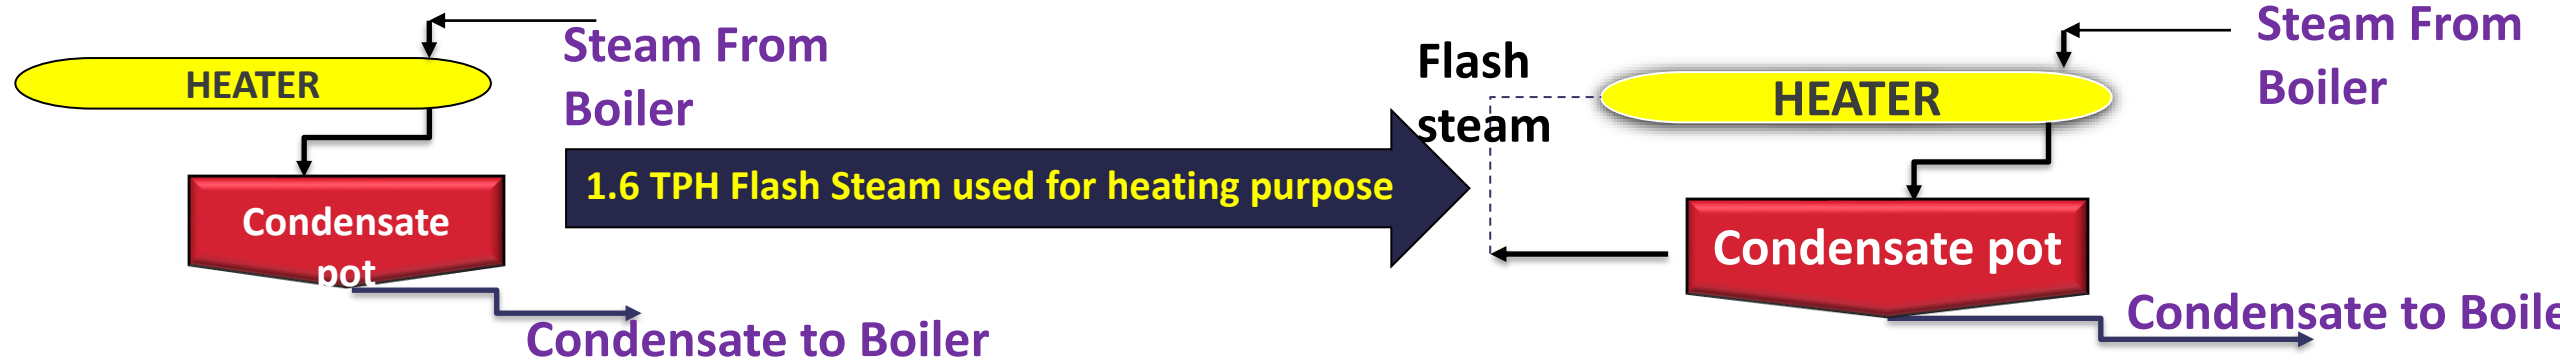 Steam From
Boiler
HEATER
Condensate
pot
Condensate to Boiler
1.6 TPH Flash Steam used for heating purpose
Flash
steam
Steam From
Boiler
HEATER
Condensate pot
Condensate to Boile